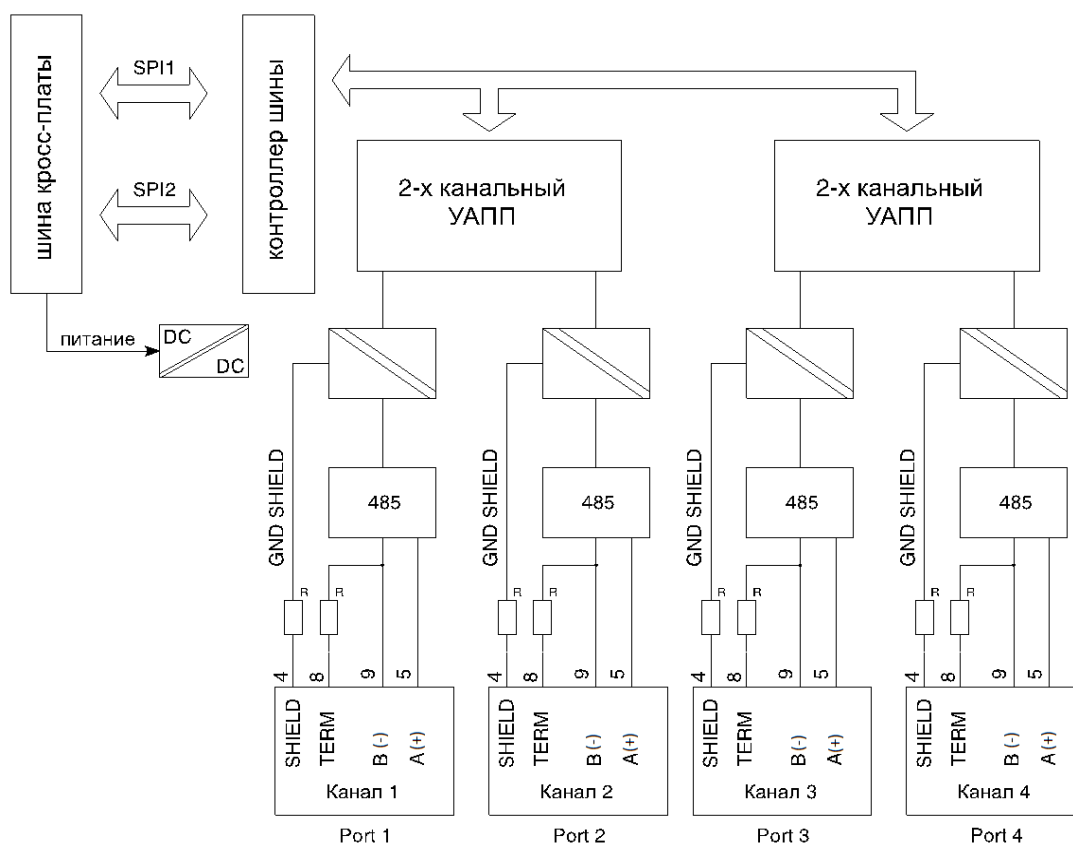 шина кросс-платы
SPI1
SPI2
контроллер шины
2-х канальный
УАПП
2-х канальный
УАПП
питание
DC
DC
GND SHIELD
485
R
R
4
8
9
5
SHIELD
TERM
B (-)
A (+)
Канал 1
Port 1
GND SHIELD
485
R
R
4
8
9
5
SHIELD
TERM
B (-)
A (+)
Канал 2
Port 2
GND SHIELD
485
R
R
4
8
9
5
SHIELD
TERM
B (-)
A(+)
Канал 3
Port 3
GND SHIELD
485
R
R
4
8
9
5
SHIELD
TERM
B (-)
A (+)
Канал 4
Port 4